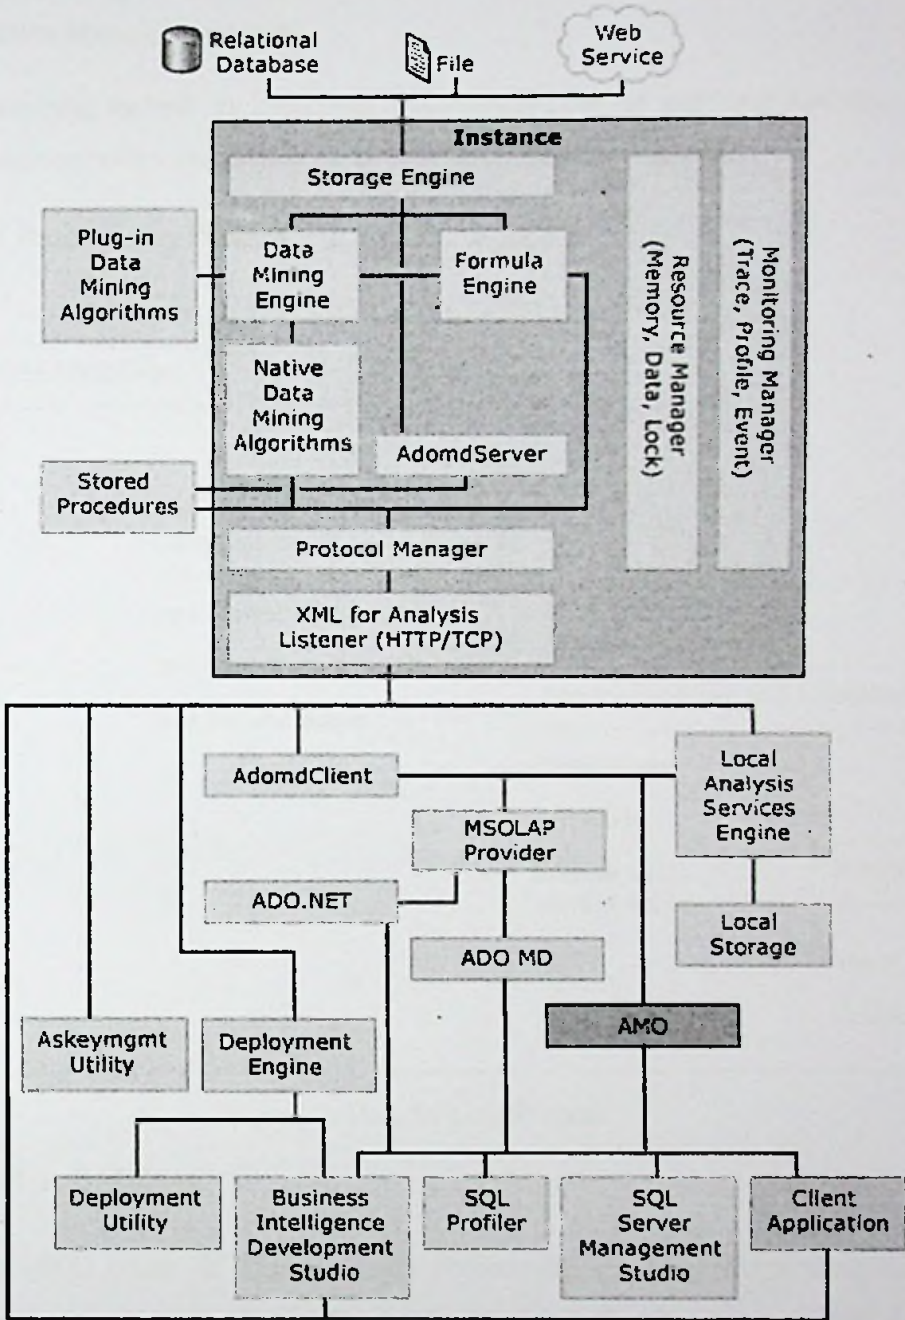 Relational
Database
File
Web
Service
Instance
Storage Engine
Plug-in
Data
Mining
Algorithms
Data
Mining
Engine
Formula
Engine
Resource Manager
(Memory, Data, Lock)
Monitoring Manager
(Trace, Profile, Event)
Native
Data
Mining
Algorithms
AdomdServer
Stored
Procedures
Protocol Manager
XML for Analysis
Listener (HTTP/TCP)
AdomdClient
Local
Analysis
Services
Engine
MSOLAP
Provider
ADO.NET
Local
Storage
ADO MD
AMO
Askeymgmt
Utility
Deployment
Engine
Deployment
Utility
Business
Intelligence
Development
Studio
SQL
Profiler
SQL
Server
Management
Studio
Client
Application